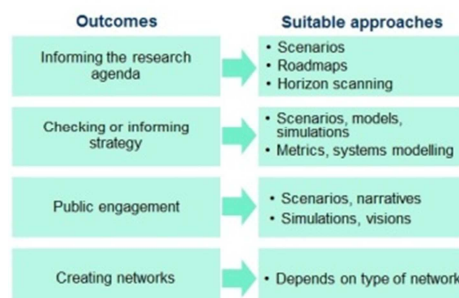 Outcomes
Suitable approaches
Informing the research
agenda
• Scenarios
• Roadmaps
• Horizon scanning
Checking or informing
strategy
• Scenarios, models,
simulations
• Metrics, systems modelling
Public engagement
• Scenarios, narratives
• Simulations, visions
Creating networks
• Depends on type of network